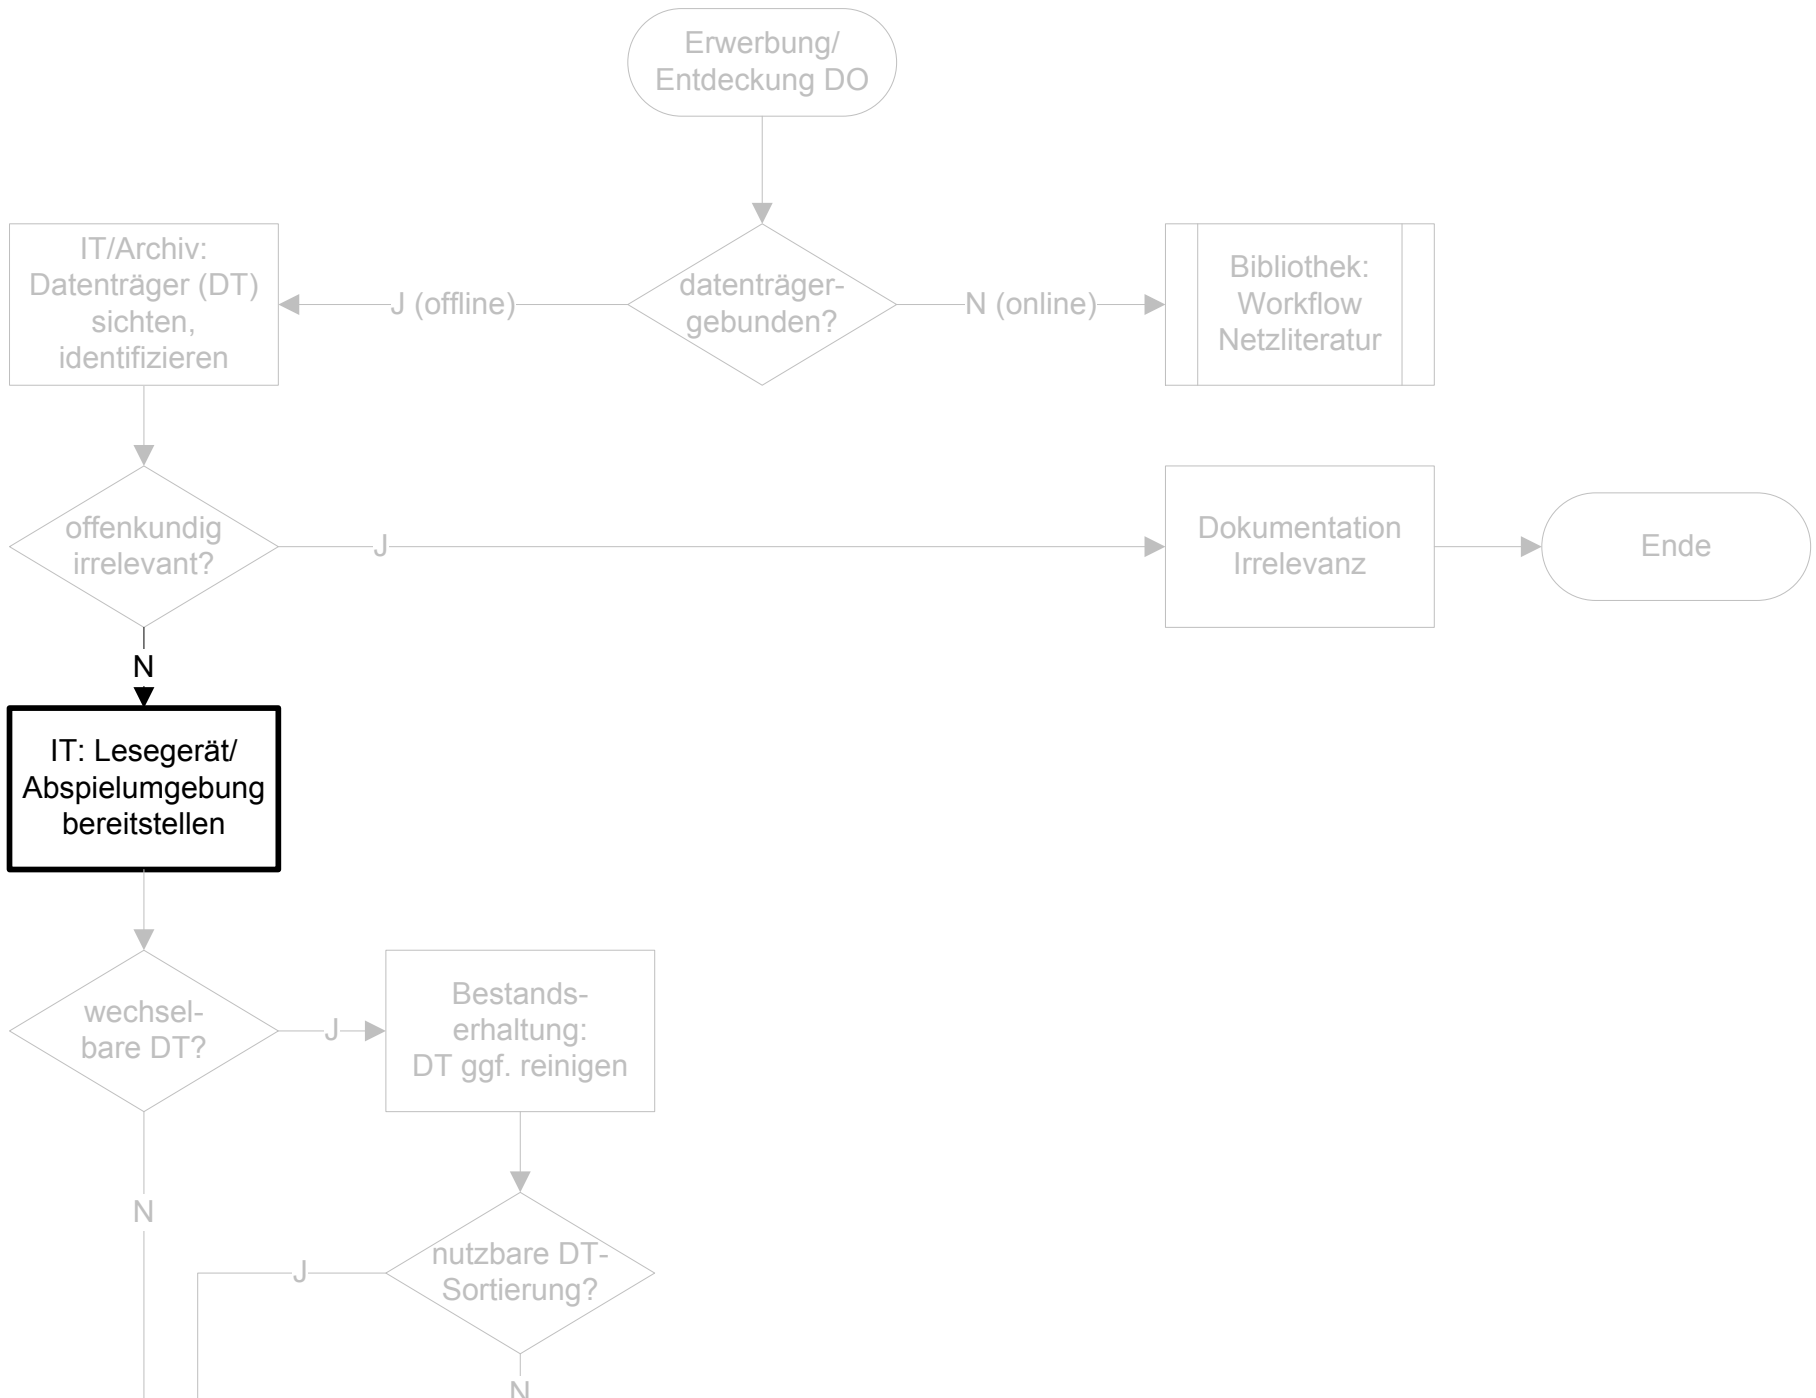 Erwerbung/
Entdeckung DO
IT/Archiv:
Datenträger (DT)
sichten,
identifizieren
J (offline)
datenträger-
gebunden?
N (online)
Bibliothek:
Workflow
Netzliteratur
offenkundig
irrelevant?
J
Dokumentation
Irrelevanz
Ende
N
IT: Lesegerät/
Abspielumgebung
bereitstellen
wechsel-
bare DT?
J
Bestands-
erhaltung:
DT ggf. reinigen
N
J
nutzbare DT-
Sortierung?
N